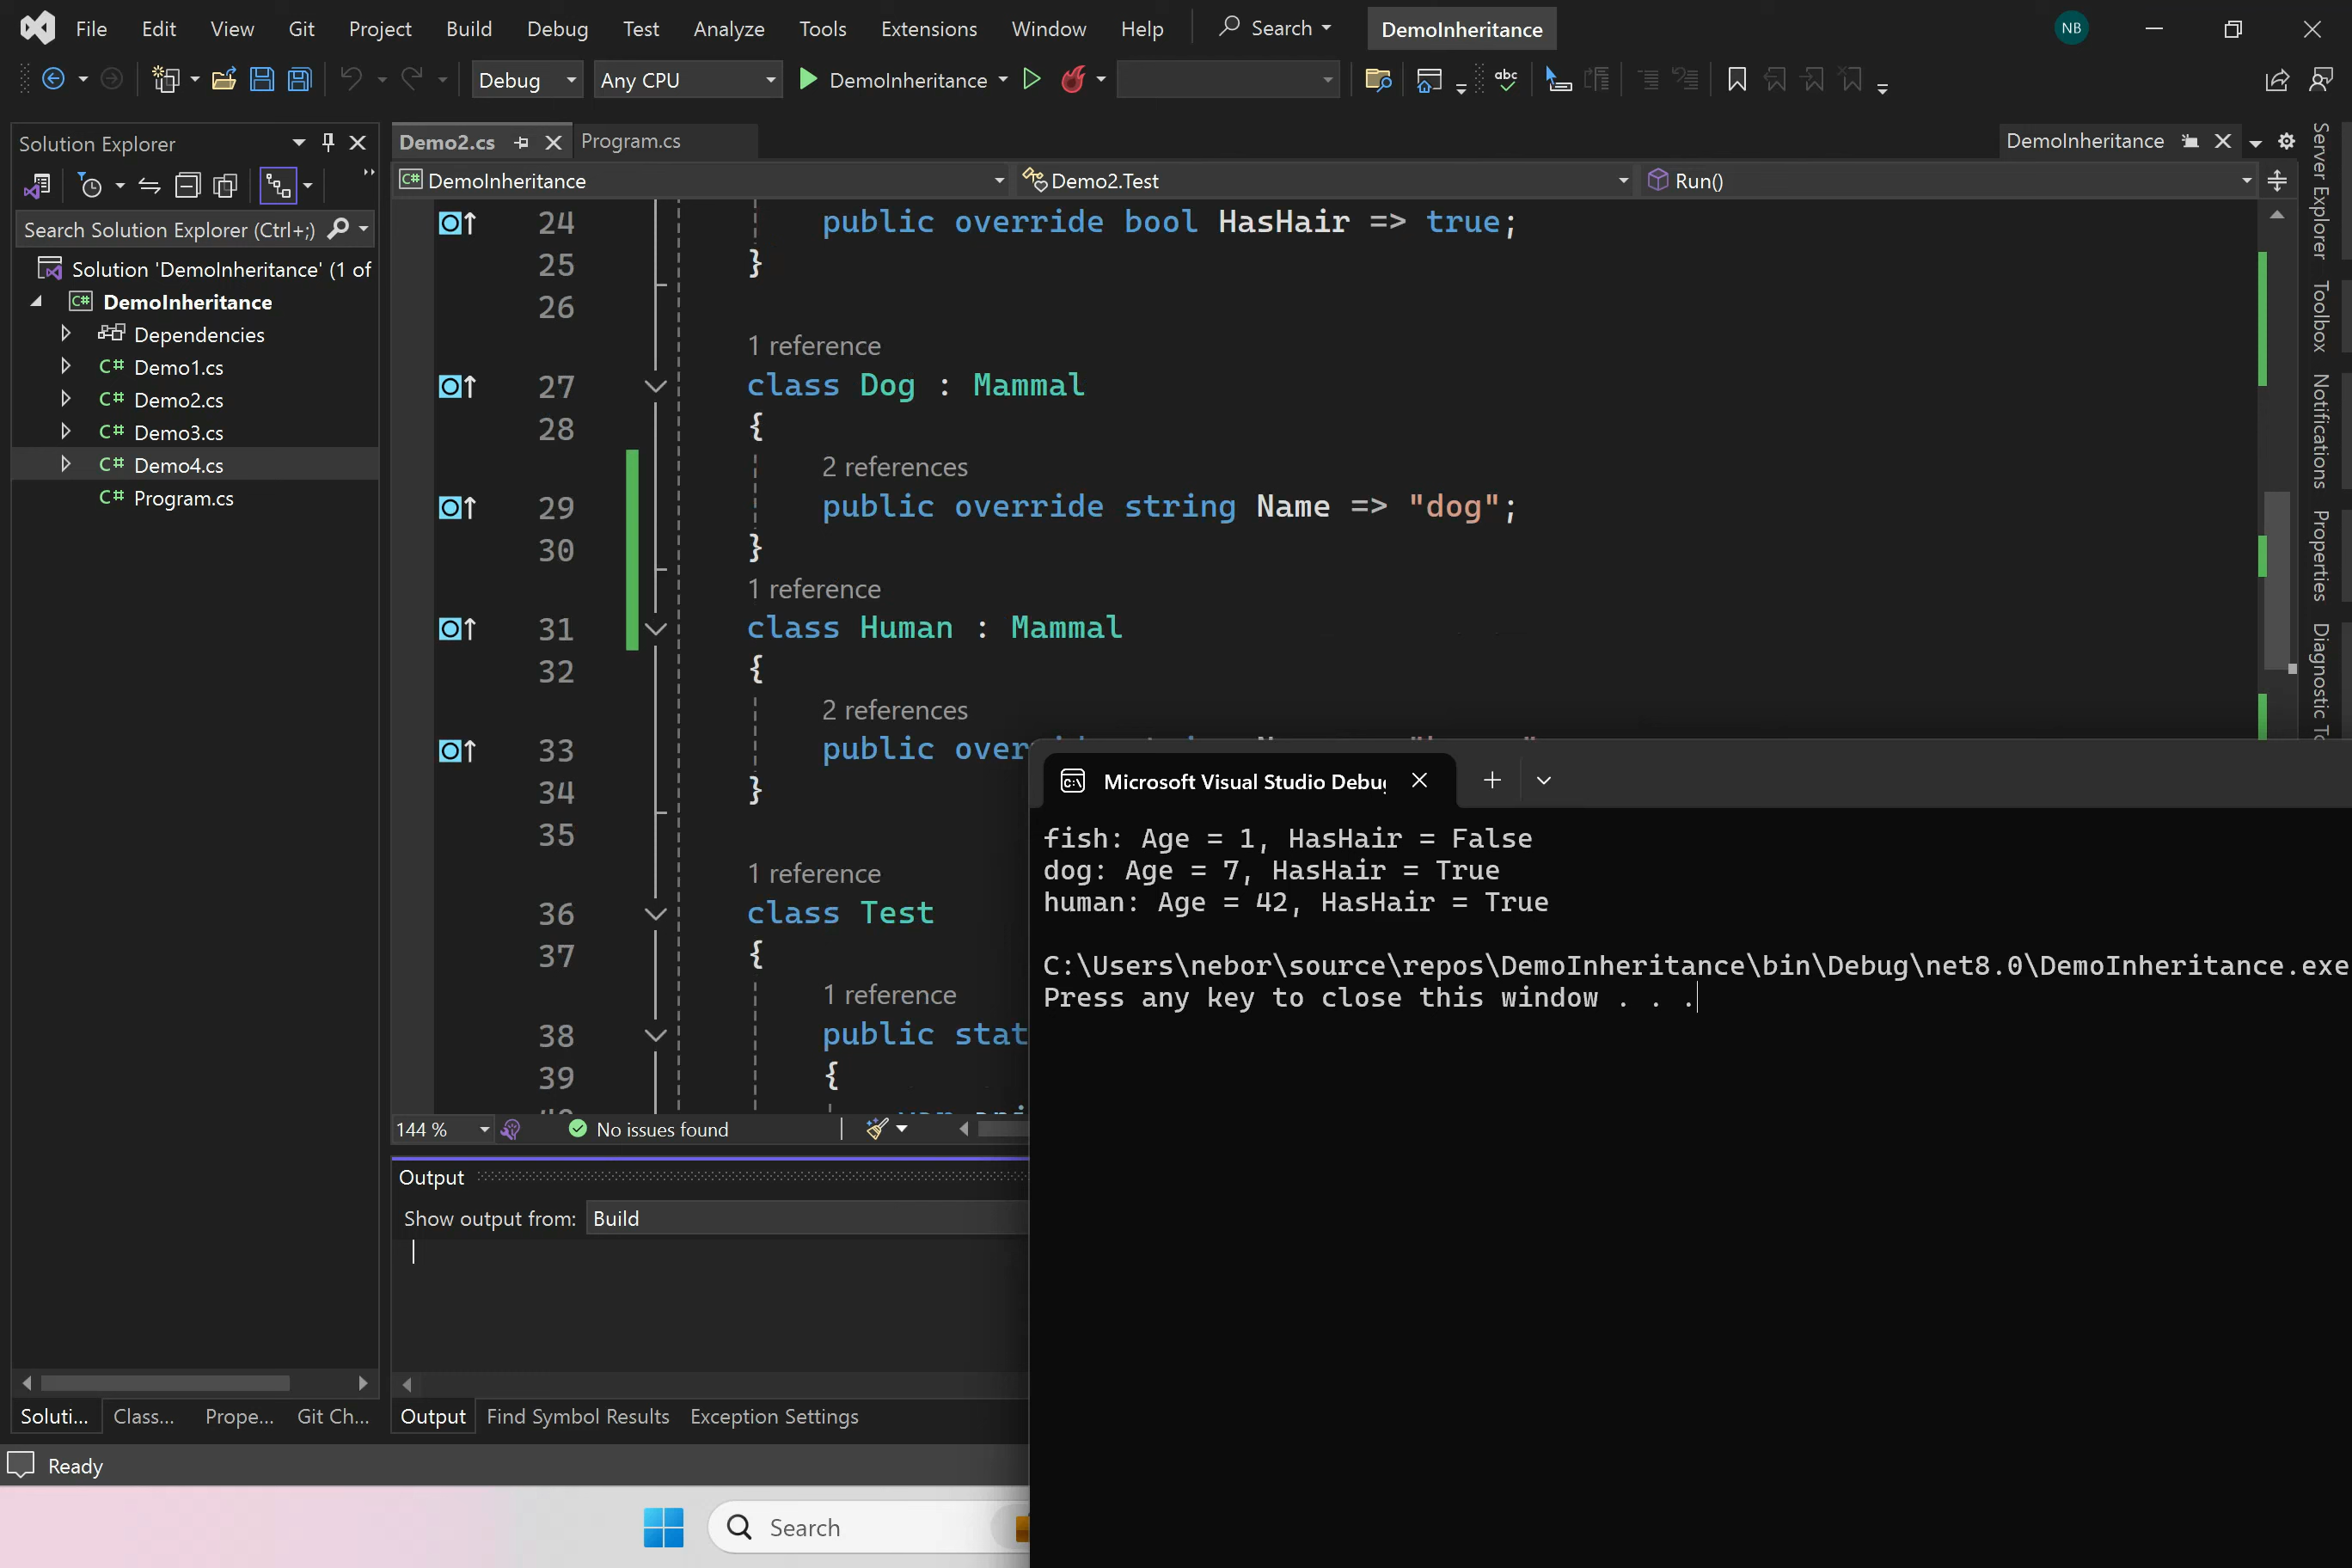 File Edit View Git Project Build Debug Test Analyze Tools Extensions Window Help Search DemoInheritance NB
Debug Any CPU DemoInheritance abc
Solution Explorer
Search Solution Explorer (Ctrl+;)
Solution 'DemoInheritance' (1 of
C# DemoInheritance
Dependencies
C# Demo1.cs
C# Demo2.cs
C# Demo3.cs
C# Demo4.cs
C# Program.cs
Soluti... Class... Prope... Git Ch...
Demo2.cs Program.cs DemoInheritance
C# DemoInheritance Demo2.Test Run()
24 public override bool HasHair => true;
25 }
26
1 reference
27 class Dog : Mammal
28 {
2 references
29 public override string Name => "dog";
30 }
1 reference
31 class Human : Mammal
32 {
2 references
33 public over
34 }
35
1 reference
36 class Test
37 {
1 reference
38 public stat
39 {
144 % No issues found
Output
Show output from: Build
Output Find Symbol Results Exception Settings
Server Explorer
Toolbox
Notifications
Properties
Diagnostic To
Microsoft Visual Studio Debu
fish: Age = 1, HasHair = False
dog: Age = 7, HasHair = True
human: Age = 42, HasHair = True
C:\Users\nebor\source\repos\DemoInheritance\bin\Debug\net8.0\DemoInheritance.exe
Press any key to close this window . . .
Ready
Search